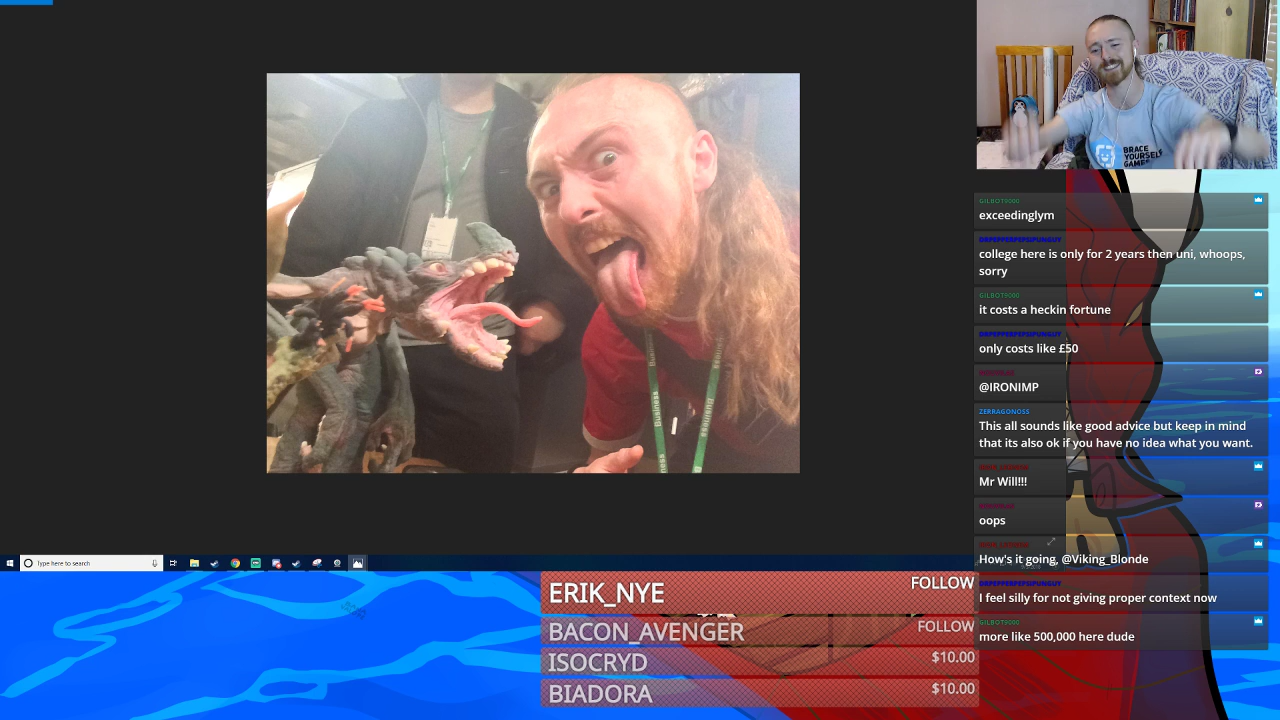 BRACE
YOURSELF
GAMES
Business
GILBOT9000
exceedinglym
college here is only for 2 years then uni, whoops,
sorry
GILBOT9000
it costs a heckin fortune
only costs like £50
@IRONIMP
ZERRAGONOSS
This all sounds like good advice but keep in mind
that its also ok if you have no idea what you want.
Mr Will!!!
oops
How's it going, @Viking_Blonde
I feel silly for not giving proper context now
GILBOT9000
more like 500,000 here dude
Type here to search
ERIK_NYE FOLLOW
BACON_AVENGER FOLLOW
ISOCRYD $10.00
BIADORA $10.00